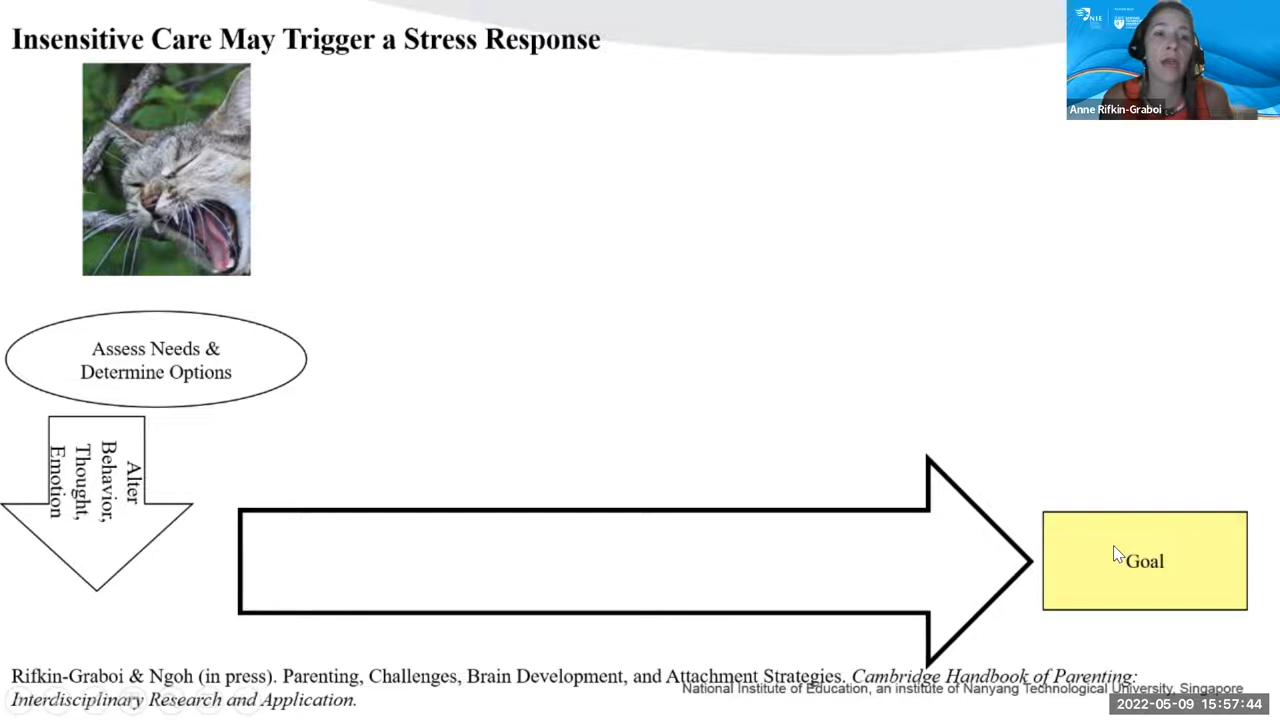 Insensitive Care May Trigger a Stress Response
NIE
Anne Rifkin-Graboi
Assess Needs &
Determine Options
Alter
Behavior,
Thought,
Emotion
Goal
Rifkin-Graboi & Ngoh (in press). Parenting, Challenges, Brain Development, and Attachment Strategies. Cambridge Handbook of Parenting:
Interdisciplinary Research and Application.
National Institute of Education, an institute of Nanyang Technological University, Singapore
2022-05-09 15:57:44